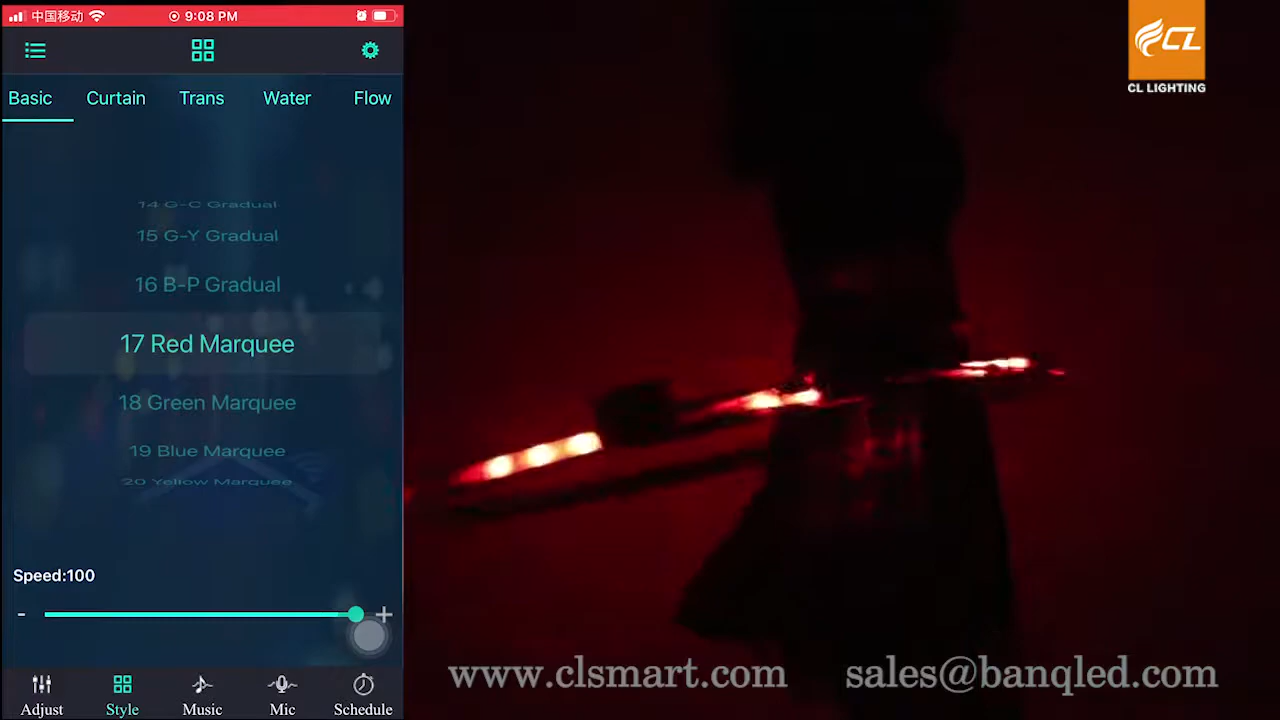 中国移动 9:08 PM
Basic Curtain Trans Water Flow
14 G-C Gradual
15 G-Y Gradual
16 B-P Gradual
17 Red Marquee
18 Green Marquee
19 Blue Marquee
20 Yellow Marquee
Speed:100
- +
Adjust Style Music Mic Schedule
CL
CL LIGHTING
www.clsmart.com sales@banqled.com